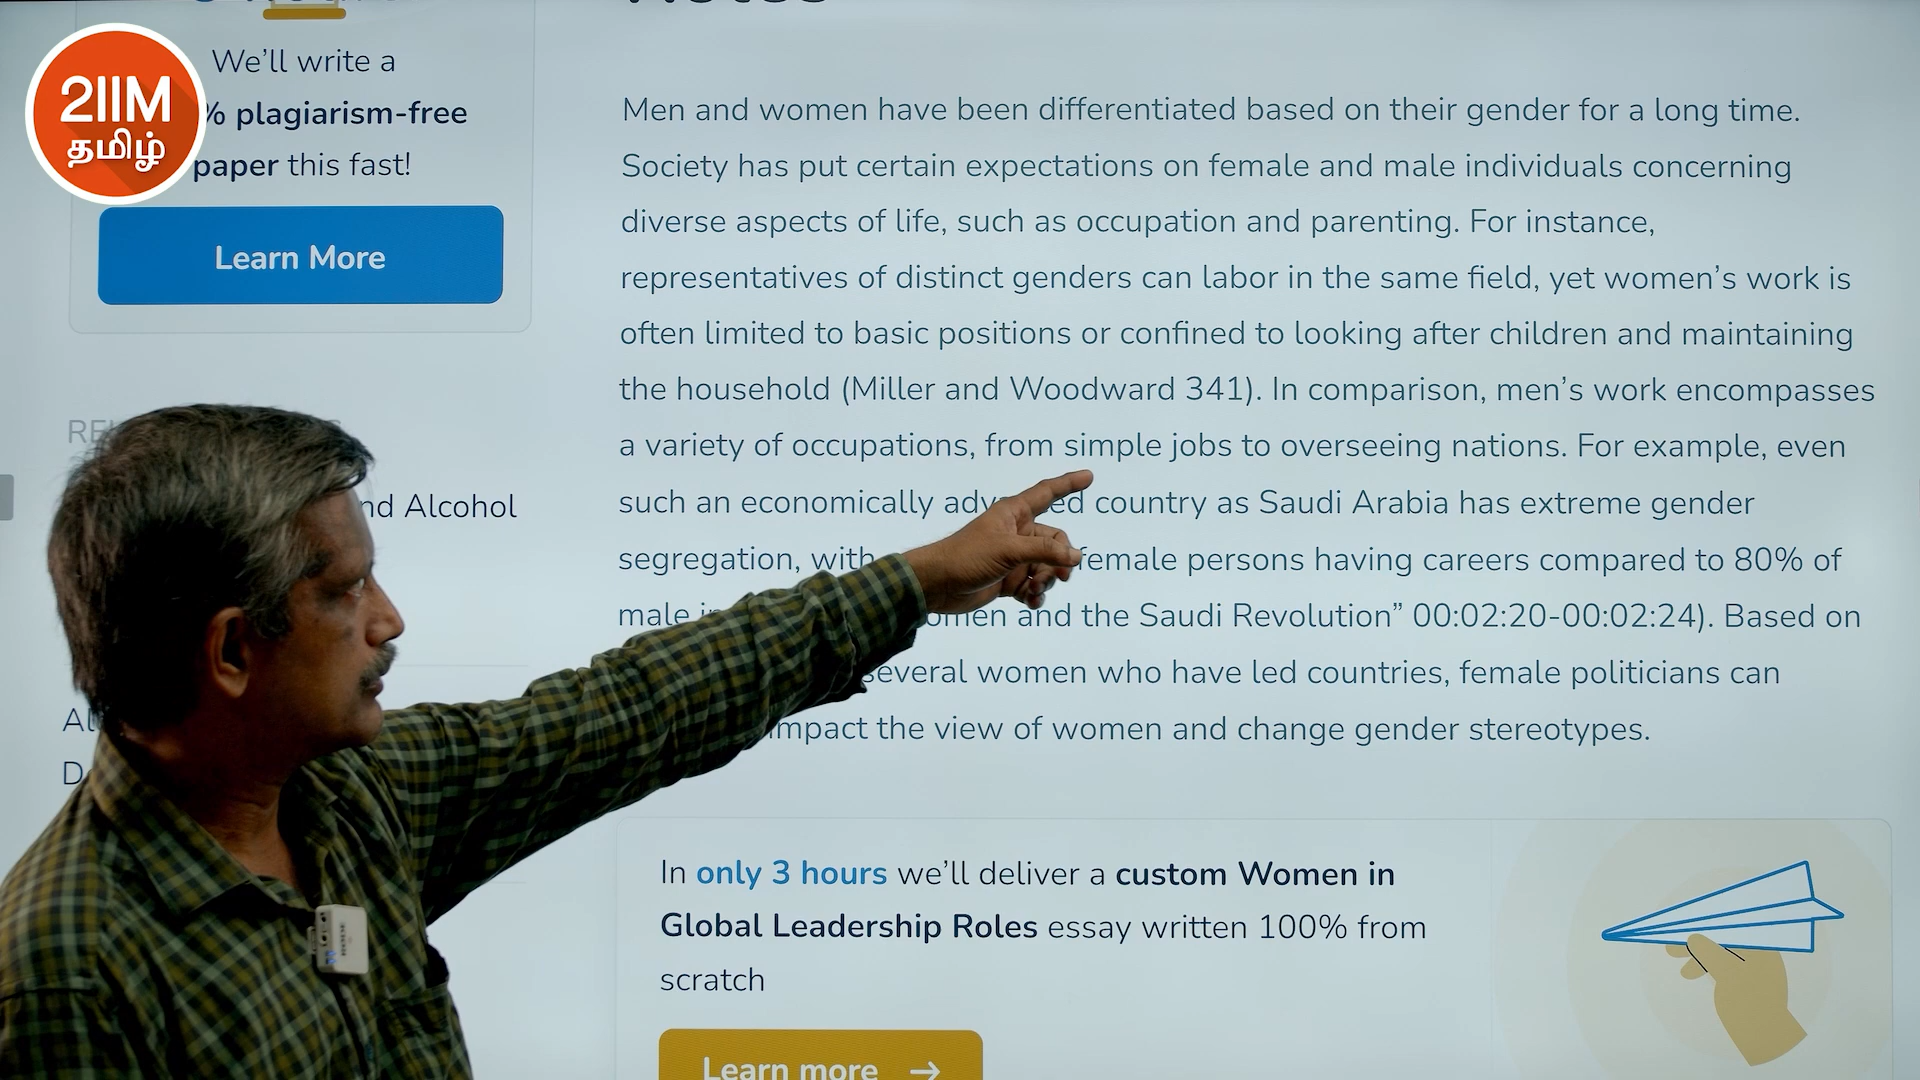 2IIM
தமிழ்
We'll write a
% plagiarism-free
paper this fast!
Learn More
nd Alcohol
Notes
Men and women have been differentiated based on their gender for a long time.
Society has put certain expectations on female and male individuals concerning
diverse aspects of life, such as occupation and parenting. For instance,
representatives of distinct genders can labor in the same field, yet women's work is
often limited to basic positions or confined to looking after children and maintaining
the household (Miller and Woodward 341). In comparison, men's work encompasses
a variety of occupations, from simple jobs to overseeing nations. For example, even
such an economically country as Saudi Arabia has extreme gender
segregation, with female persons having careers compared to 80% of
male and the Saudi Revolution” 00:02:20-00:02:24). Based on
several women who have led countries, female politicians can
impact the view of women and change gender stereotypes.
In only 3 hours we'll deliver a custom Women in
Global Leadership Roles essay written 100% from
scratch
Learn more →